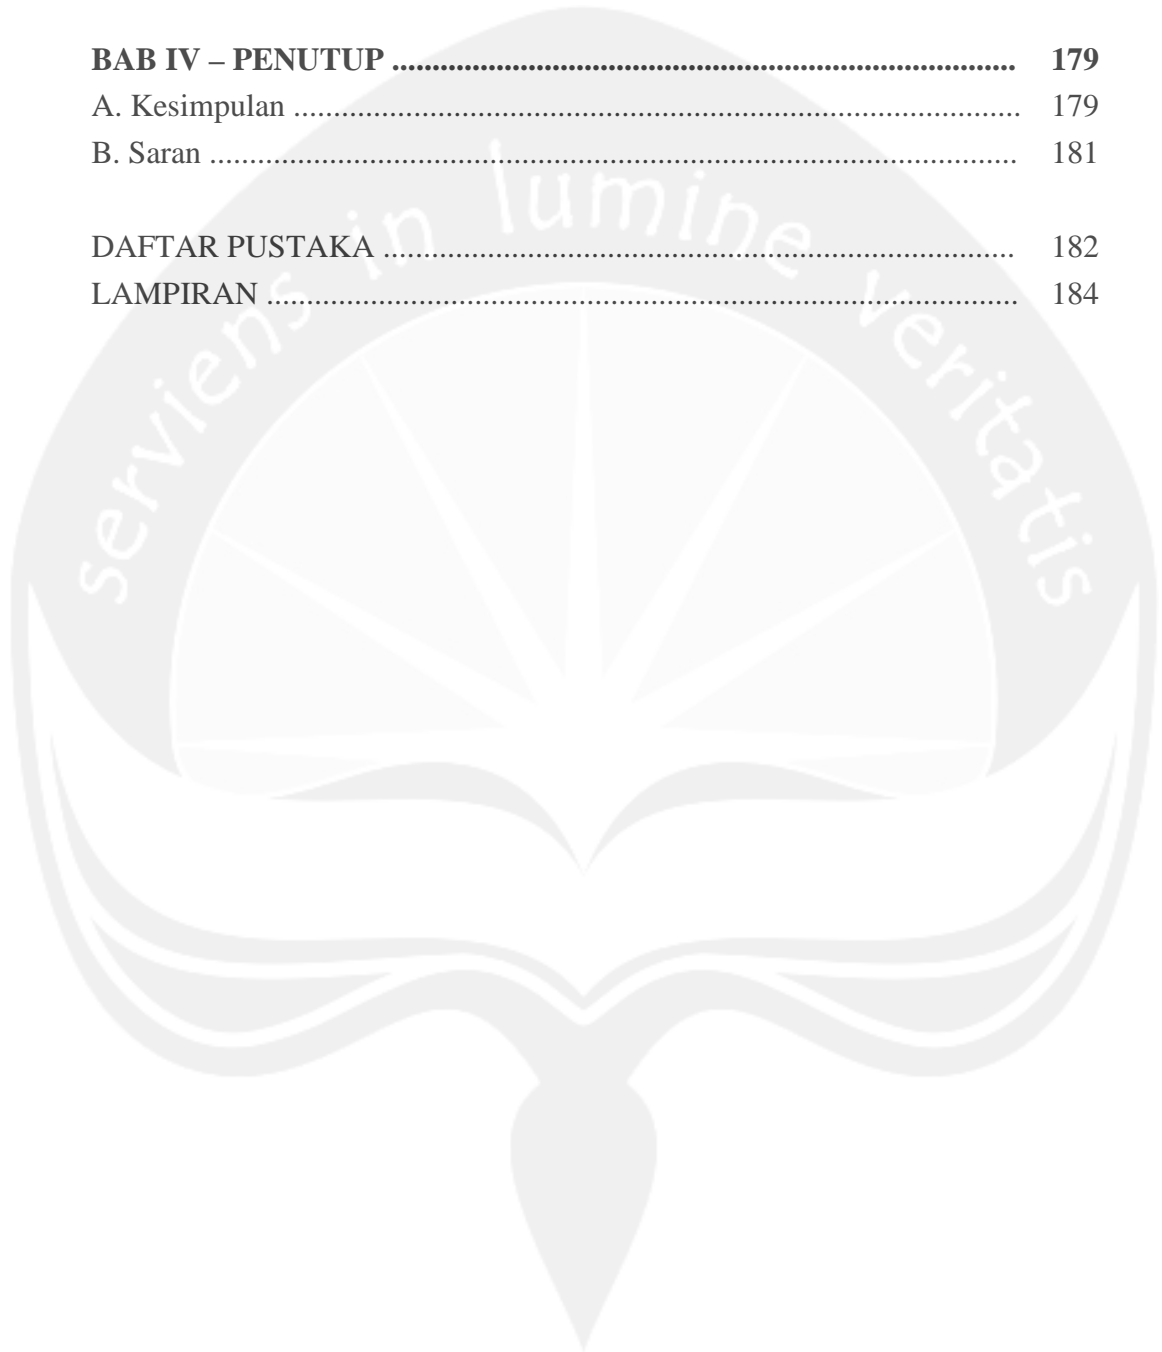 BAB IV – PENUTUP .............................................................................. 179
A. Kesimpulan ........................................................................................... 179
B. Saran ..................................................................................................... 181
DAFTAR PUSTAKA ............................................................................... 182
LAMPIRAN .............................................................................................. 184
serviens in lumine veritatis